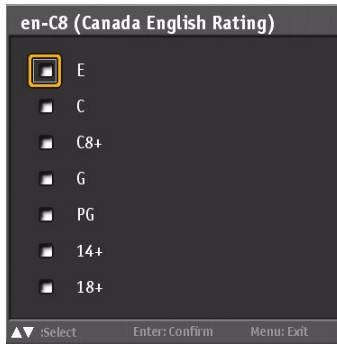 en-C8 (Canada English Rating)
E
C
C8+
G
PG
14+
18+
▲▼ :Select Enter: Confirm Menu: Exit